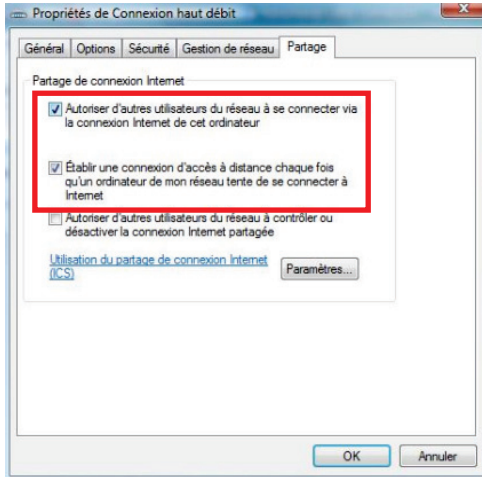 Propriétés de Connexion haut débit
Général Options Sécurité Gestion de réseau Partage
Partage de connexion Internet
Autoriser d'autres utilisateurs du réseau à se connecter via
la connexion Internet de cet ordinateur
Établir une connexion d'accès à distance chaque fois
qu'un ordinateur de mon réseau tente de se connecter à
Internet
Autoriser d'autres utilisateurs du réseau à contrôler ou
désactiver la connexion Internet partagée
Utilisation du partage de connexion Internet
(ICS)
Paramètres...
OK Annuler